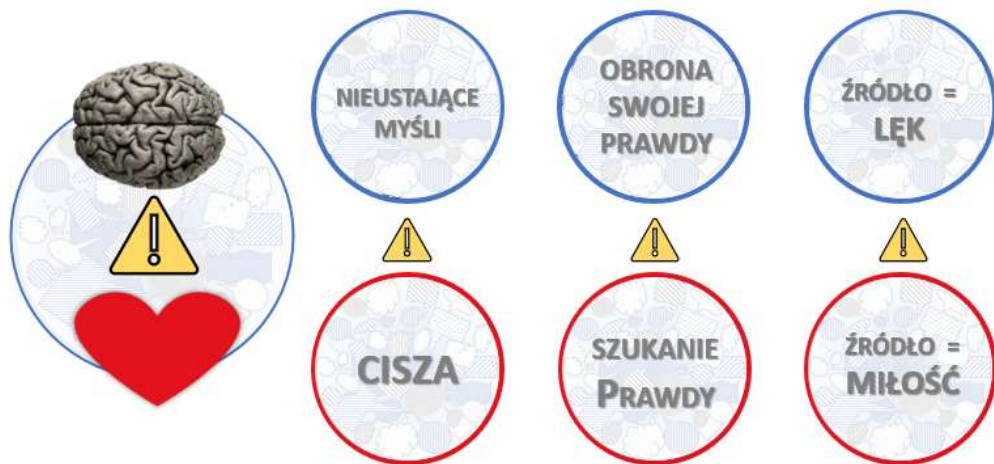 NIEUSTAJĄCE
MYŚLI
OBRONA
SWOJEJ
PRAWDY
ŹRÓDŁO =
LĘK
CISZA
SZUKANIE
PRAWDY
ŹRÓDŁO =
MIŁOŚĆ